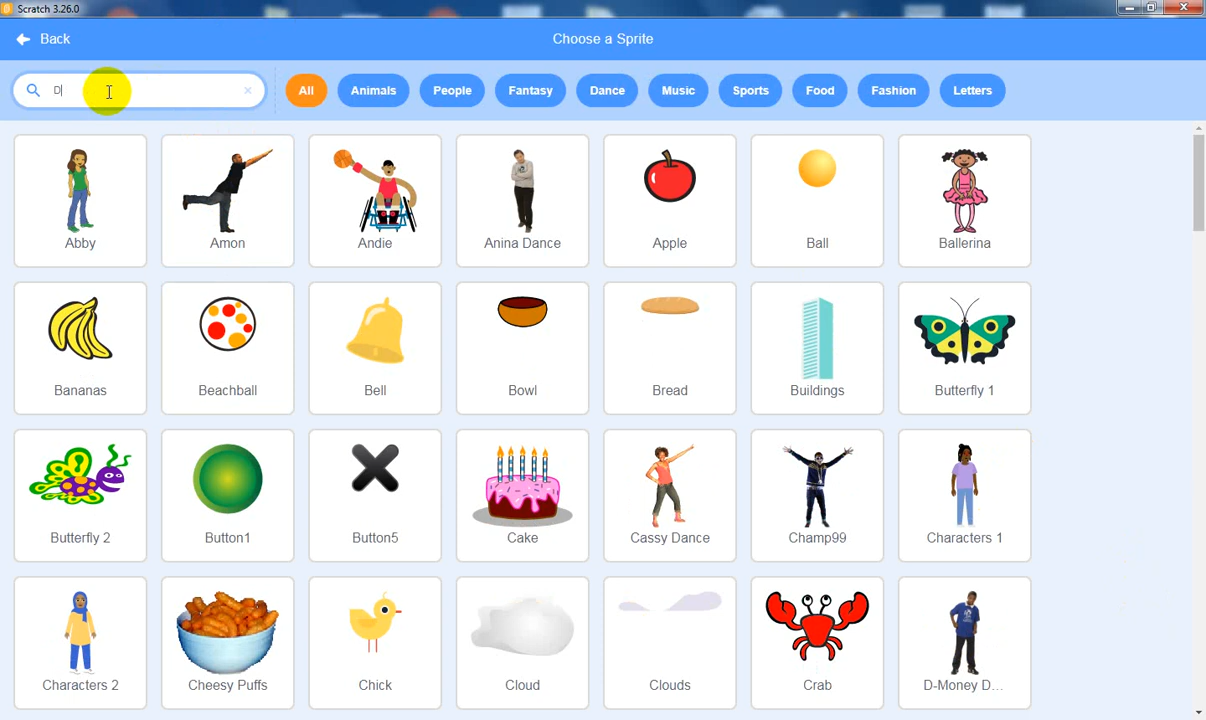 Scratch 3.26.0
Back
Choose a Sprite
D
All
Animals
People
Fantasy
Dance
Music
Sports
Food
Fashion
Letters
Abby
Amon
Andie
Anina Dance
Apple
Ball
Ballerina
Bananas
Beachball
Bell
Bowl
Bread
Buildings
Butterfly 1
Butterfly 2
Button1
Button5
Cake
Cassy Dance
Champ99
Characters 1
Characters 2
Cheesy Puffs
Chick
Cloud
Clouds
Crab
D-Money D...